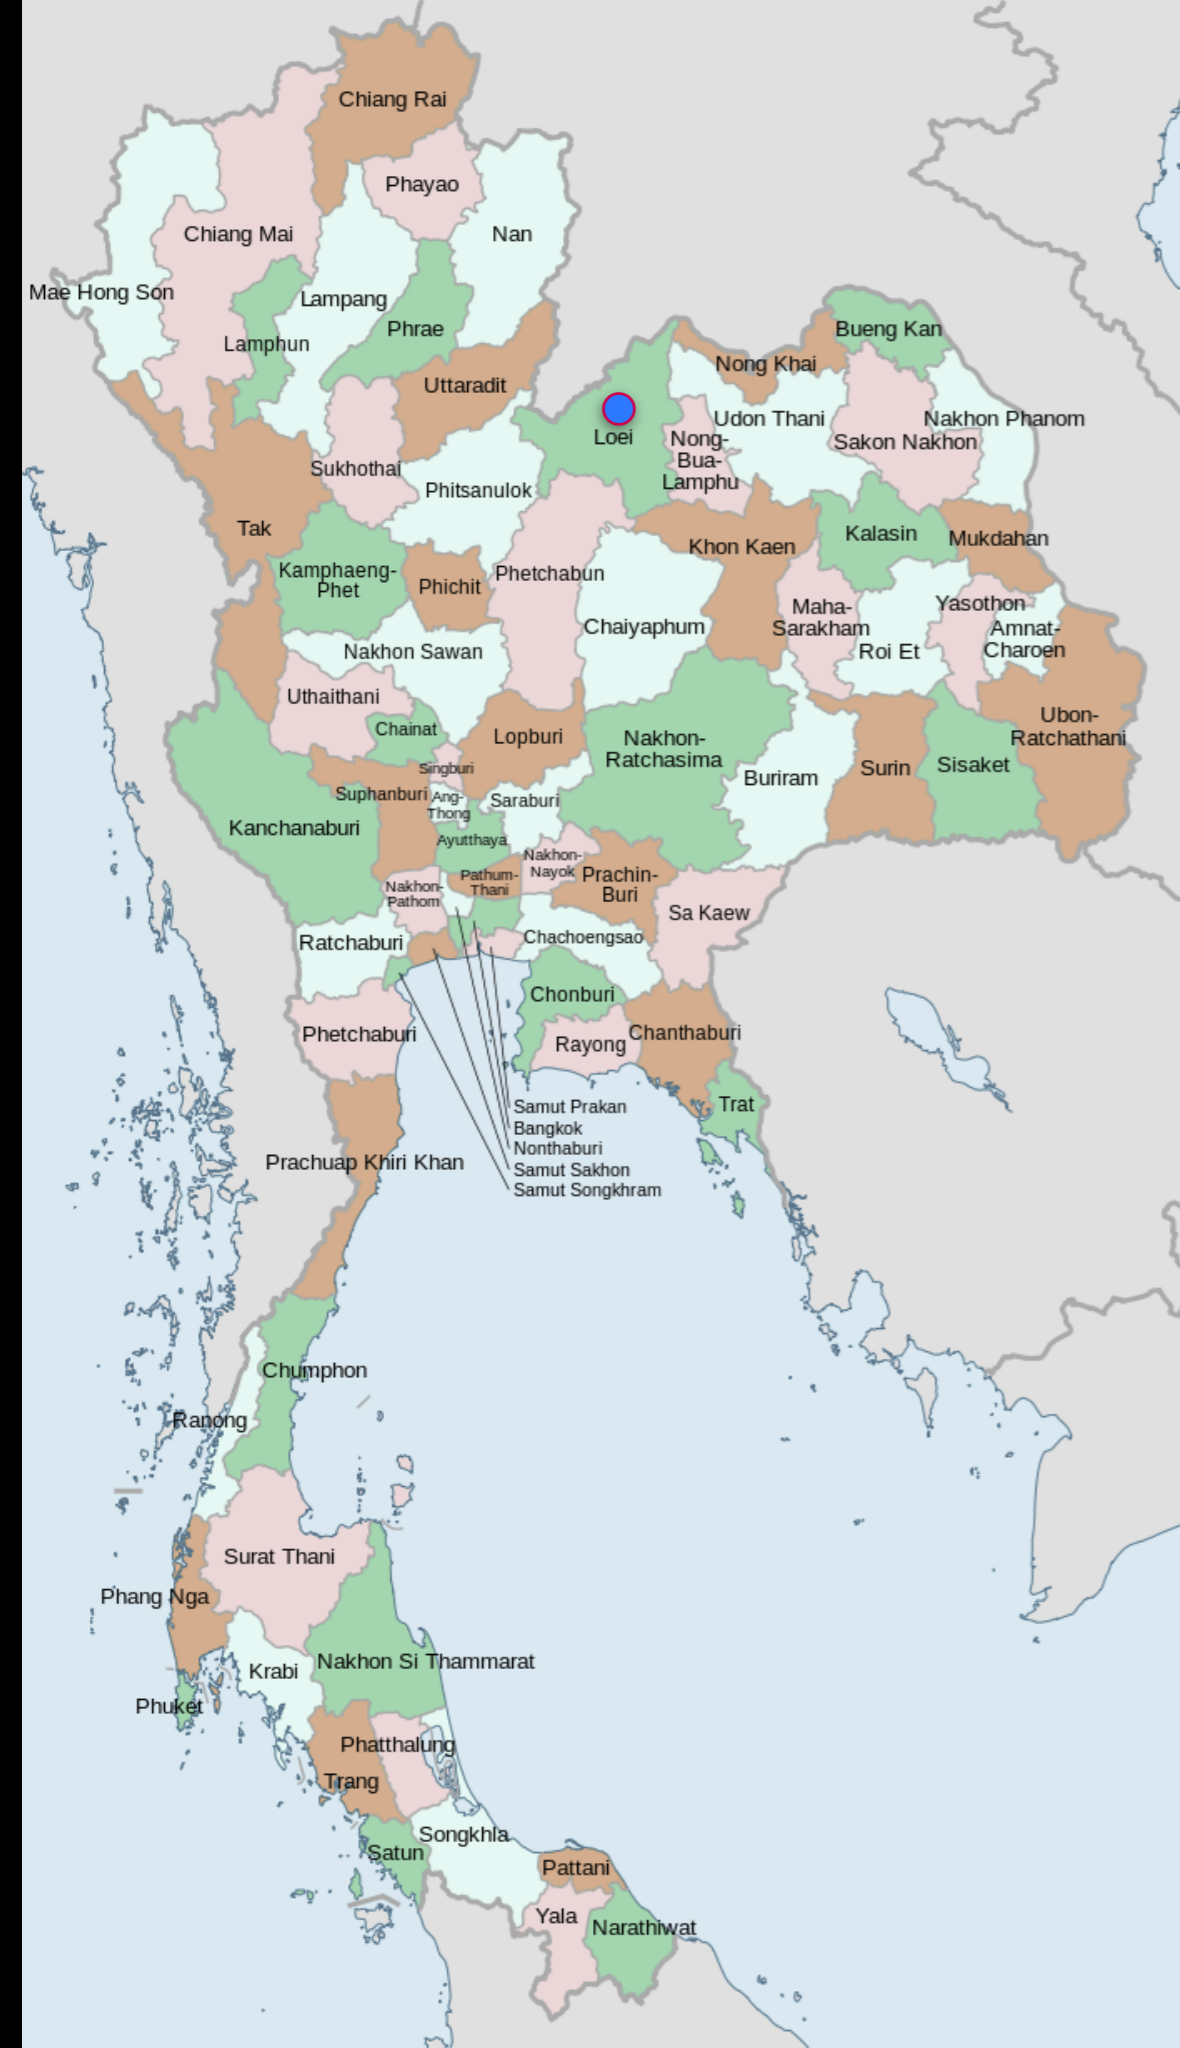 Chiang Rai
Phayao
Chiang Mai
Nan
Mae Hong Son
Lampang
Phrae
Lamphun
Uttaradit
Bueng Kan
Nong Khai
Udon Thani
Nakhon Phanom
Loei
Nong-
Bua-
Lamphu
Sakon Nakhon
Sukhothai
Phitsanulok
Tak
Kalasin
Mukdahan
Khon Kaen
Kamphaeng-
Phet
Phichit
Phetchabun
Maha-
Sarakham
Yasothon
Amnat-
Charoen
Chaiyaphum
Roi Et
Nakhon Sawan
Uthaithani
Chainat
Lopburi
Nakhon-
Ratchasima
Ubon-
Ratchathani
Singburi
Buriram
Surin
Sisaket
Suphanburi
Ang-
Thong
Saraburi
Kanchanaburi
Ayutthaya
Nakhon-
Nayok
Pathum-
Thani
Prachin-
Buri
Nakhon-
Pathom
Sa Kaew
Ratchaburi
Chachoengsao
Chonburi
Phetchaburi
Rayong
Chanthaburi
Trat
Samut Prakan
Bangkok
Nonthaburi
Samut Sakhon
Samut Songkhram
Prachuap Khiri Khan
Chumphon
Ranong
Surat Thani
Phang Nga
Nakhon Si Thammarat
Krabi
Phuket
Phatthalung
Trang
Songkhla
Satun
Pattani
Yala
Narathiwat